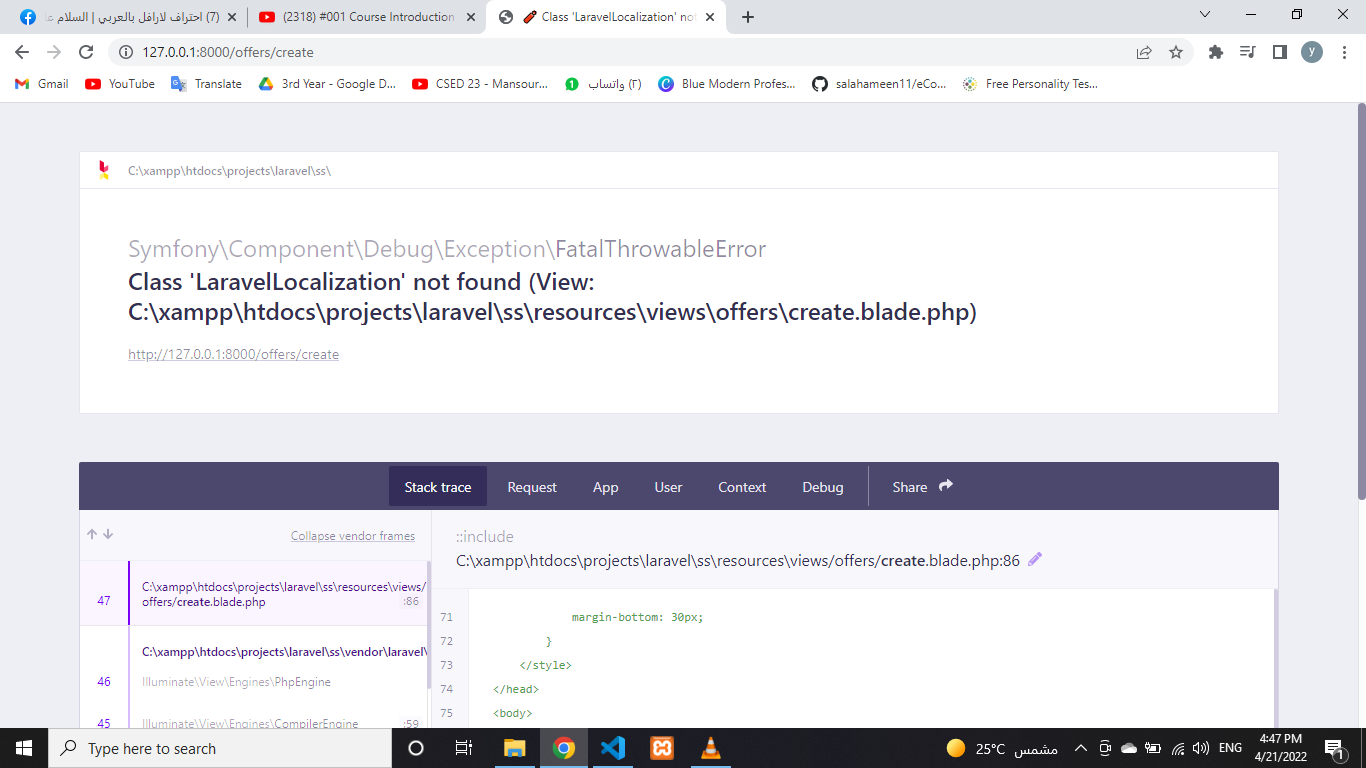 (7) احتراف لارافل بالعربي | السلام عا
(2318) #001 Course Introduction
Class 'LaravelLocalization' not
127.0.0.1:8000/offers/create
y
Gmail
YouTube
Translate
3rd Year - Google D...
CSED 23 - Mansour...
1
(٢) واتساب
Blue Modern Profes...
salahameen11/eCo...
Free Personality Tes...
C:\xampp\htdocs\projects\laravel\ss\
Symfony\Component\Debug\Exception\FatalThrowableError
Class 'LaravelLocalization' not found (View:
C:\xampp\htdocs\projects\laravel\ss\resources\views\offers\create.blade.php)
http://127.0.0.1:8000/offers/create
Stack trace
Request
App
User
Context
Debug
Share
Collapse vendor frames
47
C:\xampp\htdocs\projects\laravel\ss\resources\views/
offers/create.blade.php
:86
C:\xampp\htdocs\projects\laravel\ss\vendor\laravel\
46
Illuminate\View\Engines\PhpEngine
45
Illuminate\View\Engines\CompilerEngine
:59
::include
C:\xampp\htdocs\projects\laravel\ss\resources\views/offers/create.blade.php:86
71 margin-bottom: 30px;
72 }
73 </style>
74 </head>
75 <body>
Type here to search
25°C مشمس
ENG
4:47 PM
4/21/2022
1